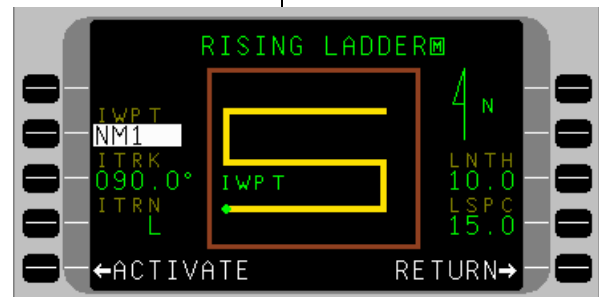 RISING LADDER M
N
IWPT
NM1
ITRK LNTH
090.0° IWPT 10.0
ITRN LSPC
L 15.0
←ACTIVATE RETURN→